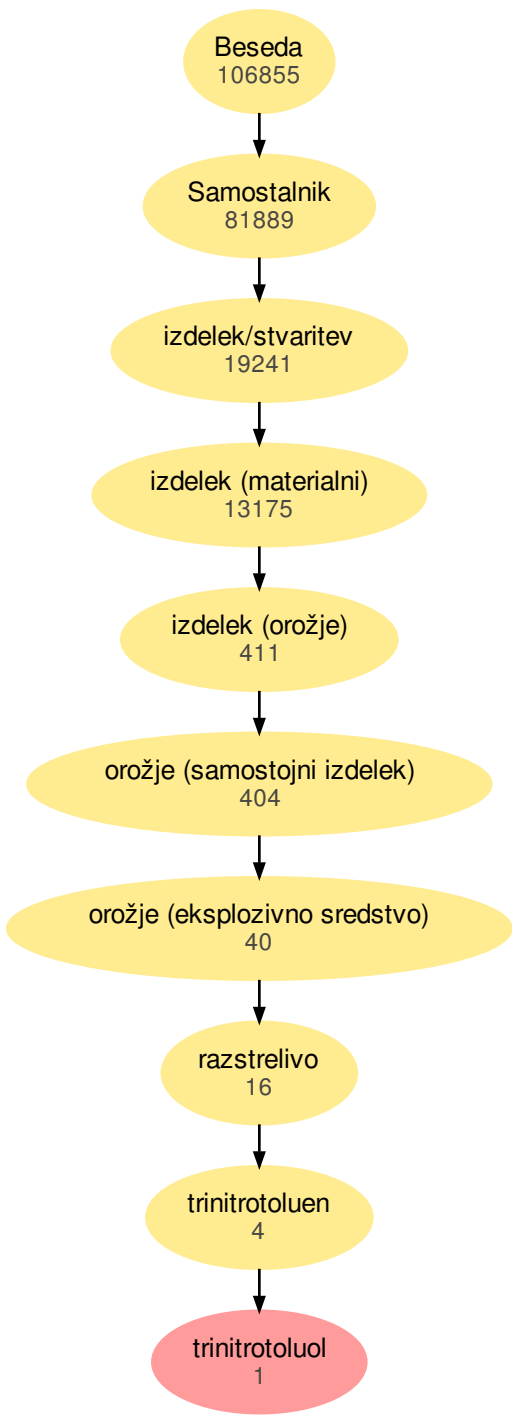 Beseda
106855
Samostalnik
81889
izdelek/stvaritev
19241
izdelek (materialni)
13175
izdelek (orožje)
411
orožje (samostojni izdelek)
404
orožje (eksplozivno sredstvo)
40
razstrelivo
16
trinitrotoluen
4
trinitrotoluol
1